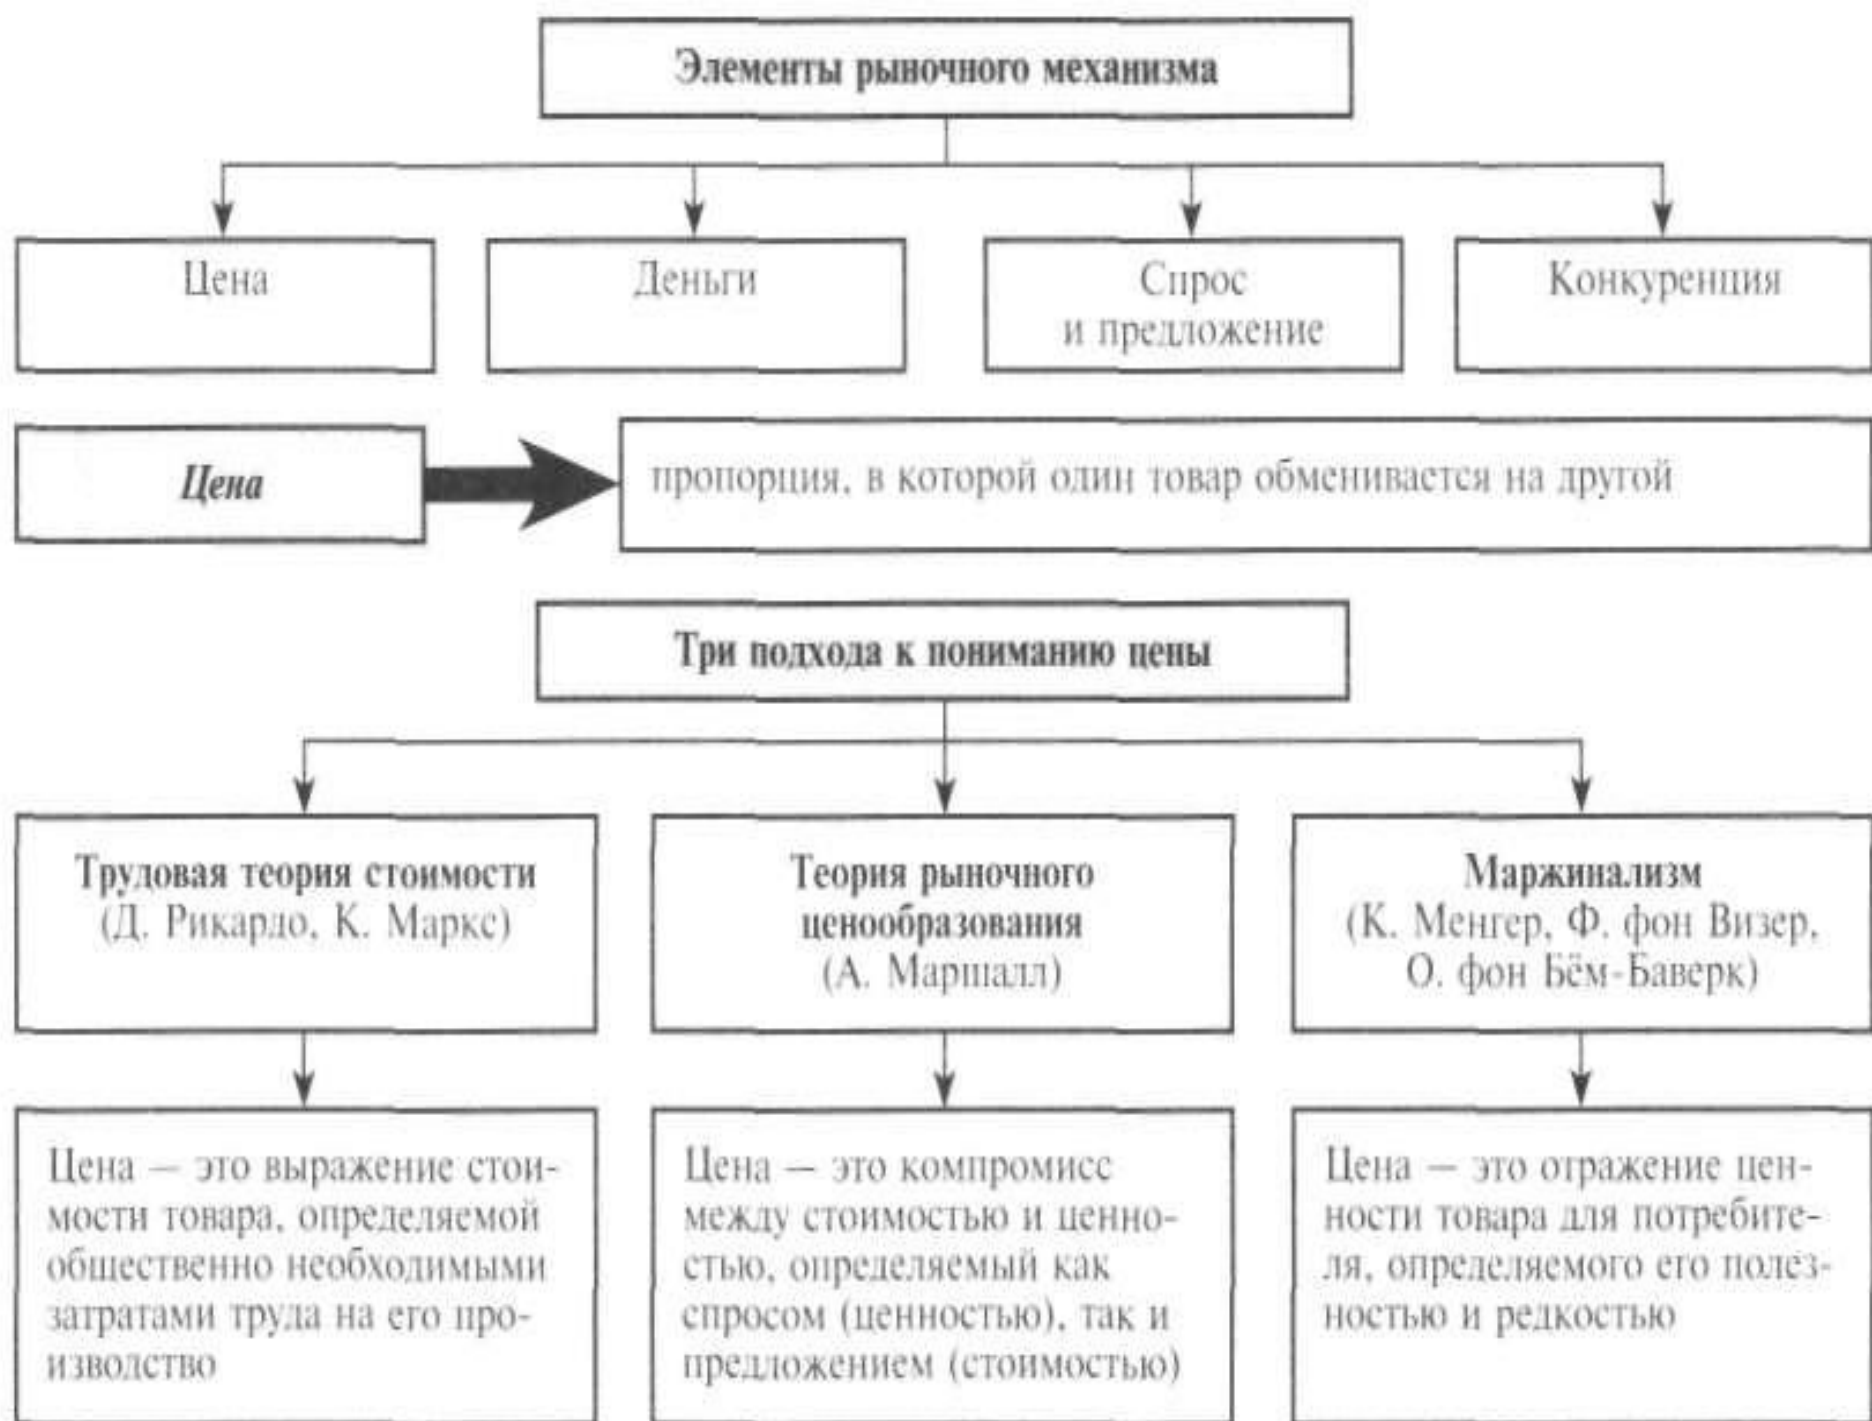 Элементы рыночного механизма
Цена
Деньги
Спрос
и предложение
Конкуренция
Цена
пропорция, в которой один товар обменивается на другой
Три подхода к пониманию цены
Трудовая теория стоимости
(Д. Рикардо, К. Маркс)
Теория рыночного
ценообразования
(А. Маршалл)
Маржинализм
(К. Менгер, Ф. фон Визер,
О. фон Бём-Баверк)
Цена — это выражение стои-
мости товара, определяемой
общественно необходимыми
затратами труда на его про-
изводство
Цена — это компромисс
между стоимостью и ценно-
стью, определяемый как
спросом (ценностью), так и
предложением (стоимостью)
Цена — это отражение цен-
ности товара для потребите-
ля, определяемого его полез-
ностью и редкостью